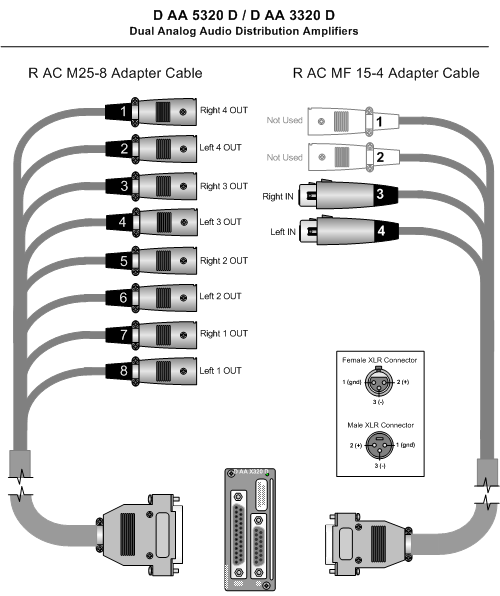 D AA 5320 D / D AA 3320 D
Dual Analog Audio Distribution Amplifiers
R AC M25-8 Adapter Cable
R AC MF 15-4 Adapter Cable
1 Right 4 OUT
2 Left 4 OUT
3 Right 3 OUT
4 Left 3 OUT
5 Right 2 OUT
6 Left 2 OUT
7 Right 1 OUT
8 Left 1 OUT
Not Used 1
Not Used 2
Right IN 3
Left IN 4
Female XLR Connector
1 (gnd) 2 (+)
3 (-)
Male XLR Connector
2 (+) 1 (gnd)
3 (-)
D AA X320 D